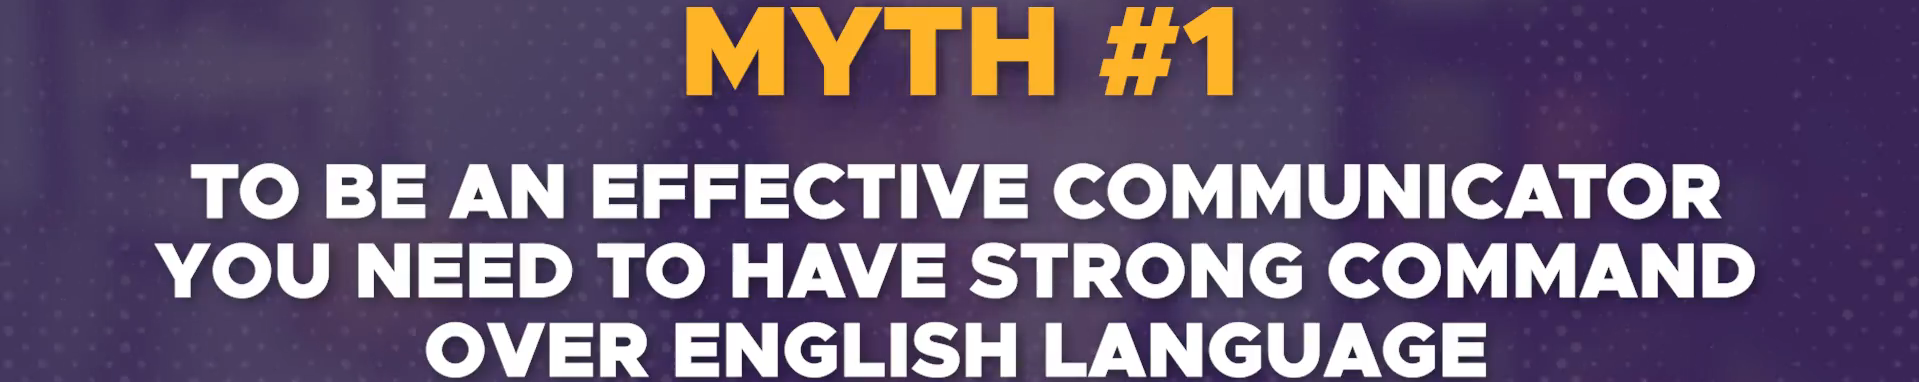 MYTH #1
TO BE AN EFFECTIVE COMMUNICATOR
YOU NEED TO HAVE STRONG COMMAND
OVER ENGLISH LANGUAGE